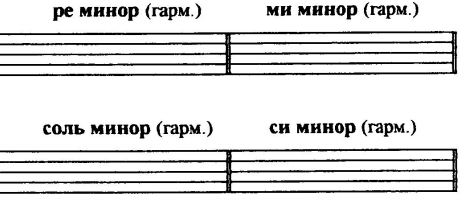 ре минор (гарм.) ми минор (гарм.)
соль минор (гарм.) си минор (гарм.)